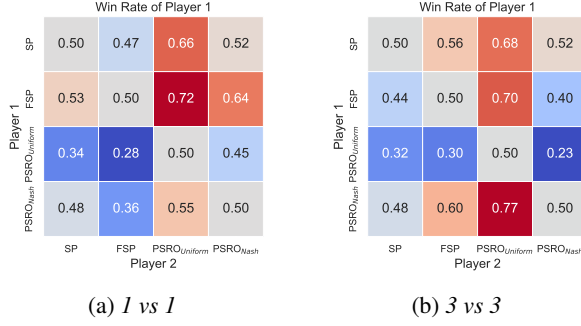 Win Rate of Player 1
SP 0.50 0.47 0.66 0.52
FSP 0.53 0.50 0.72 0.64
PSRO_Uniform 0.34 0.28 0.50 0.45
PSRO_Nash 0.48 0.36 0.55 0.50
Player 1
SP FSP PSRO_Uniform PSRO_Nash
Player 2
(a) 1 vs 1
Win Rate of Player 1
SP 0.50 0.56 0.68 0.52
FSP 0.44 0.50 0.70 0.40
PSRO_Uniform 0.32 0.30 0.50 0.23
PSRO_Nash 0.48 0.60 0.77 0.50
Player 1
SP FSP PSRO_Uniform PSRO_Nash
Player 2
(b) 3 vs 3